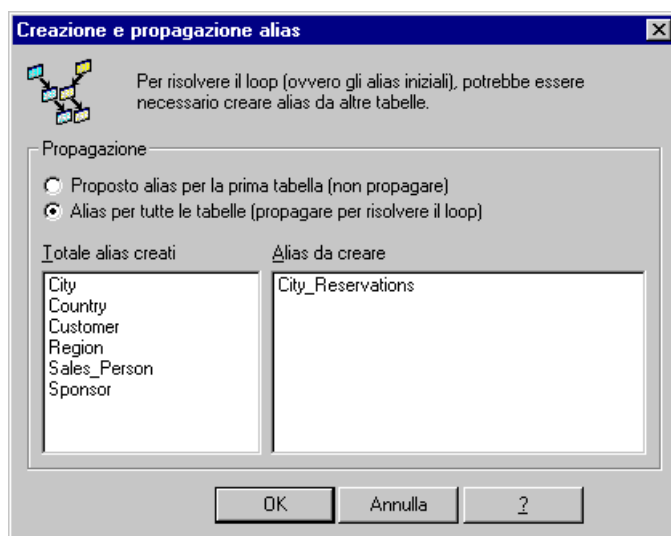 Creazione e propagazione alias
Per risolvere il loop (ovvero gli alias iniziali), potrebbe essere
necessario creare alias da altre tabelle.
Propagazione
Proposto alias per la prima tabella (non propagare)
Alias per tutte le tabelle (propagare per risolvere il loop)
Totale alias creati
City
Country
Customer
Region
Sales_Person
Sponsor
Alias da creare
City_Reservations
OK Annulla ?